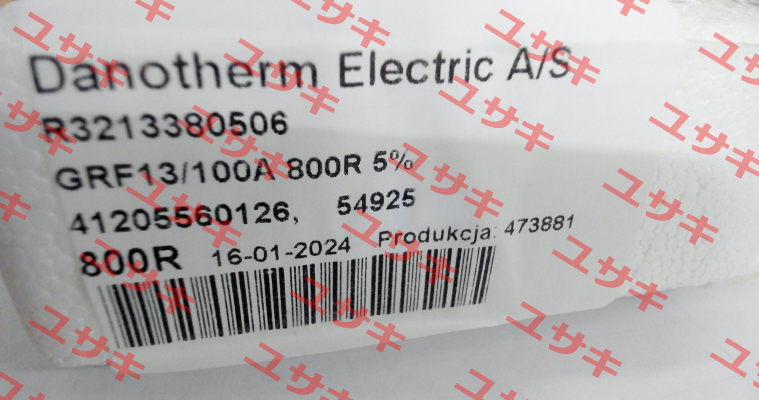 Danotherm Electric A/S
R3213380506
GRF13/100A 800R 5%
41205560126, 54925
800R 16-01-2024 Produkcja: 473881
ユサキ